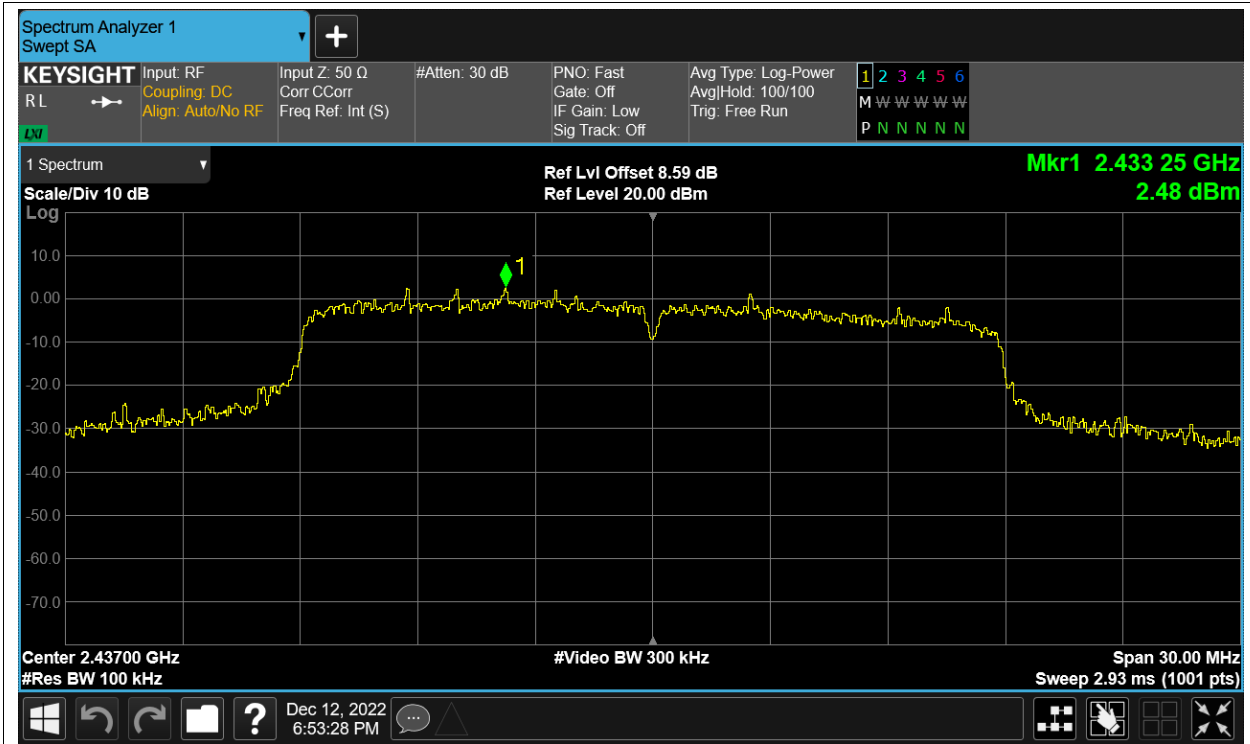 Spectrum Analyzer 1
Swept SA
+
KEYSIGHT
RL
LXI
Input: RF
Coupling: DC
Align: Auto/No RF
Input Z: 50 Ω
Corr CCorr
Freq Ref: Int (S)
#Atten: 30 dB
PNO: Fast
Gate: Off
IF Gain: Low
Sig Track: Off
Avg Type: Log-Power
Avg|Hold: 100/100
Trig: Free Run
1 2 3 4 5 6
M W W W W W W
P N N N N N N
1 Spectrum
Scale/Div 10 dB
Log
Ref Lvl Offset 8.59 dB
Ref Level 20.00 dBm
Mkr1 2.433 25 GHz
2.48 dBm
1
10.0
0.00
-10.0
-20.0
-30.0
-40.0
-50.0
-60.0
-70.0
Center 2.43700 GHz
#Res BW 100 kHz
#Video BW 300 kHz
Span 30.00 MHz
Sweep 2.93 ms (1001 pts)
?
Dec 12, 2022
6:53:28 PM